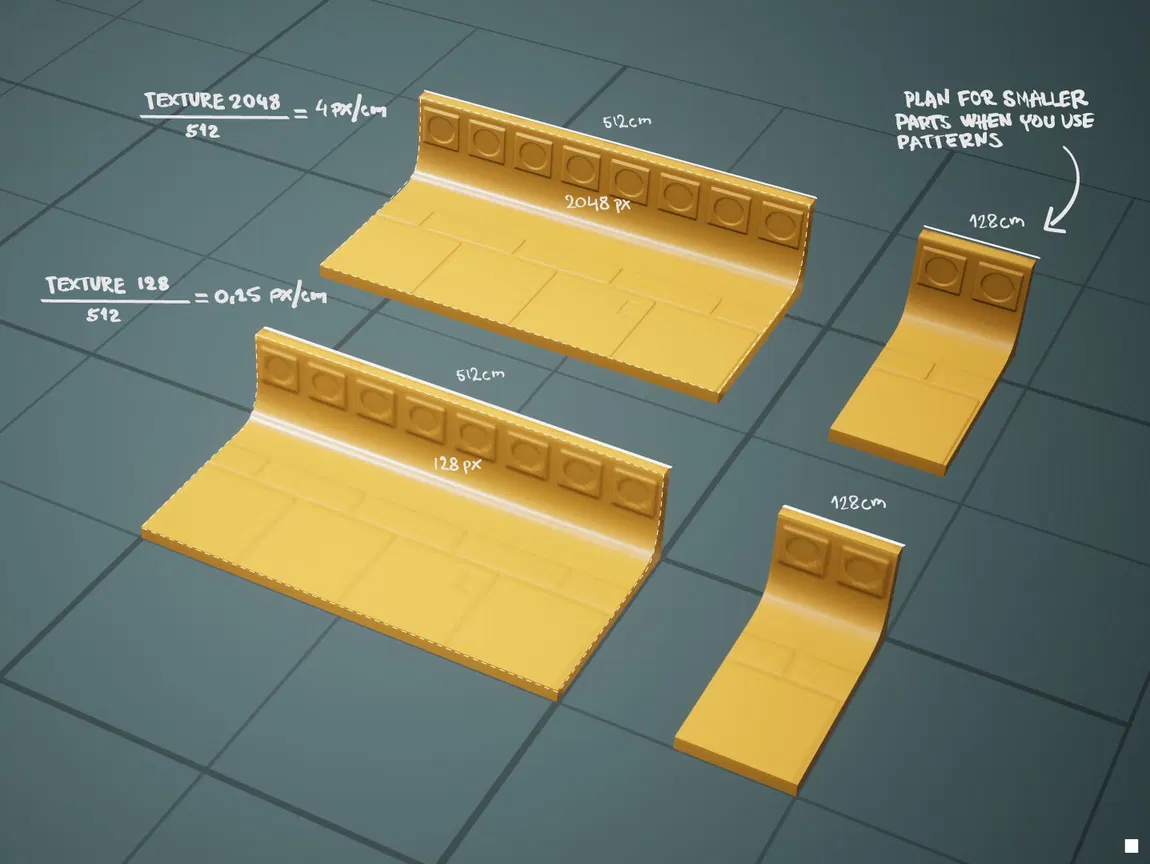 TEXTURE 2048
512
= 4 PX/cm
512cm
2048 PX
PLAN FOR SMALLER
PARTS WHEN YOU USE
PATTERNS
128cm
TEXTURE 128
512
= 0,25 PX/cm
512cm
128 PX
128cm